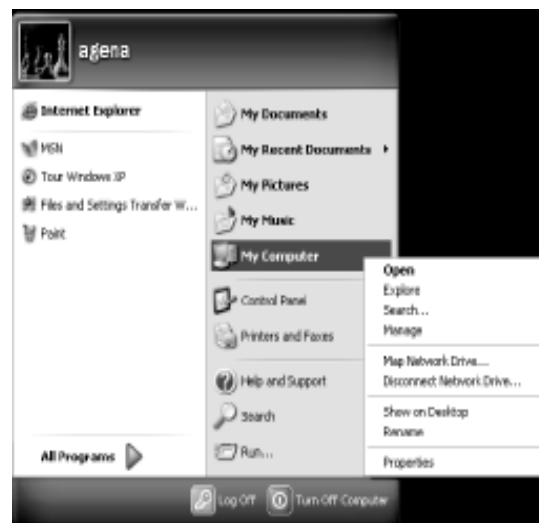 agena
Internet Explorer
MSN
Tour Windows XP
Files and Settings Transfer W...
Paint
All Programs
My Documents
My Recent Documents
My Pictures
My Music
My Computer
Control Panel
Printers and Faxes
Help and Support
Search
Run...
Open
Explore
Search...
Manage
Map Network Drive...
Disconnect Network Drive...
Show on Desktop
Rename
Properties
Log Off
Turn Off Computer